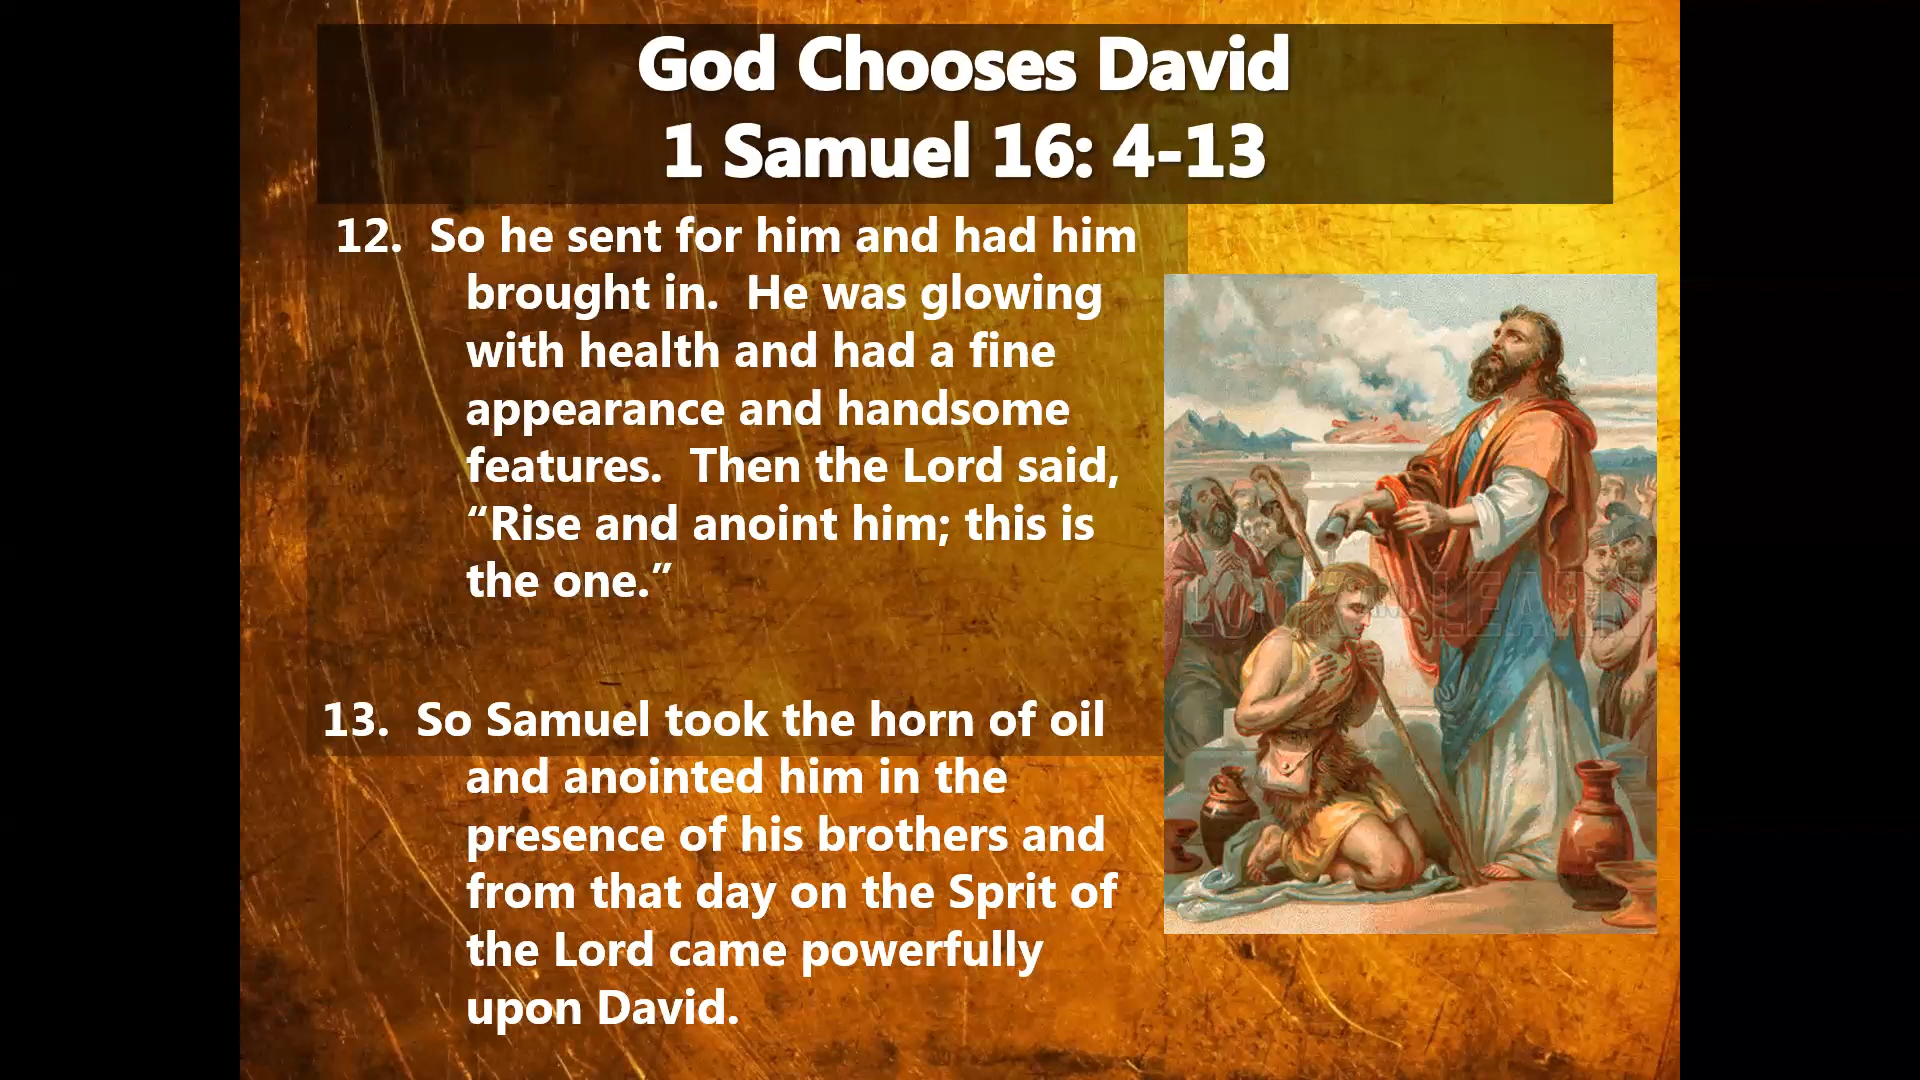 God Chooses David
1 Samuel 16: 4-13
12. So he sent for him and had him
brought in. He was glowing
with health and had a fine
appearance and handsome
features. Then the Lord said,
“Rise and anoint him; this is
the one.”
13. So Samuel took the horn of oil
and anointed him in the
presence of his brothers and
from that day on the Sprit of
the Lord came powerfully
upon David.
LOOK AND LEARN